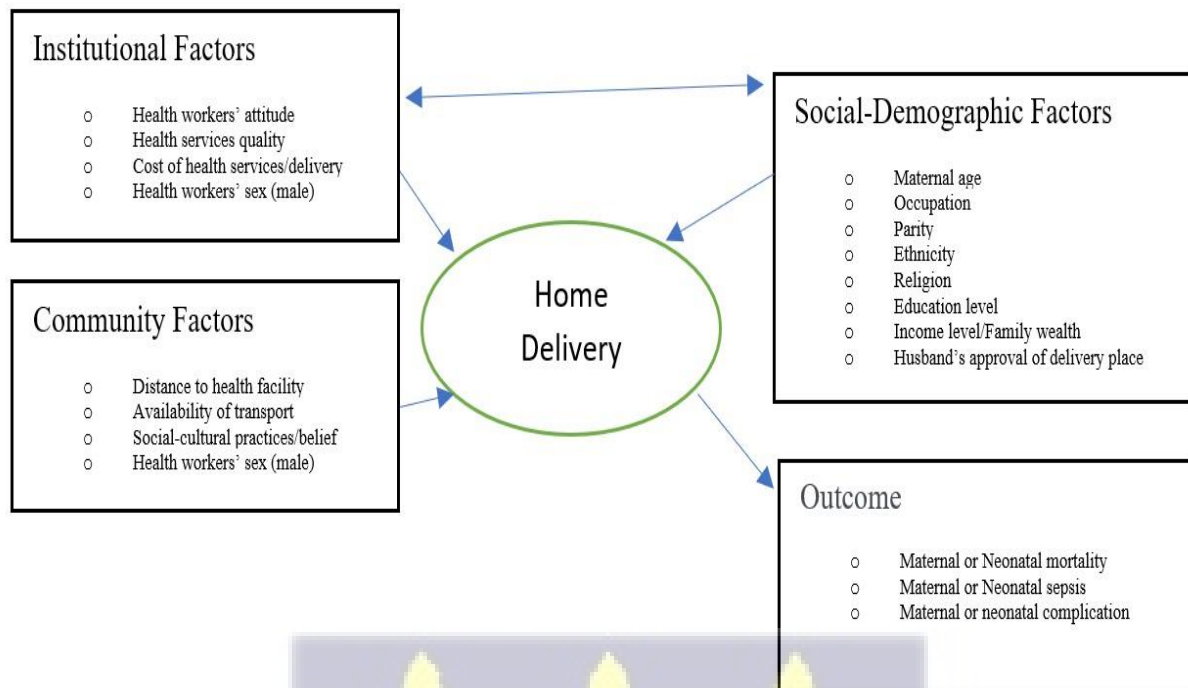 Institutional Factors
o Health workers’ attitude
o Health services quality
o Cost of health services/delivery
o Health workers’ sex (male)
Community Factors
o Distance to health facility
o Availability of transport
o Social-cultural practices/belief
o Health workers’ sex (male)
Home
Delivery
Social-Demographic Factors
o Maternal age
o Occupation
o Parity
o Ethnicity
o Religion
o Education level
o Income level/Family wealth
o Husband’s approval of delivery place
Outcome
o Maternal or Neonatal mortality
o Maternal or Neonatal sepsis
o Maternal or neonatal complication